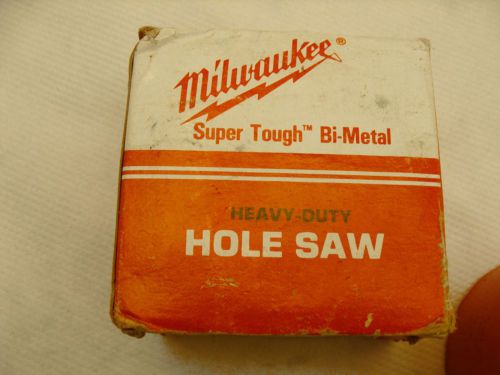 Milwaukee®
Super Tough™ Bi-Metal
HEAVY-DUTY
HOLE SAW